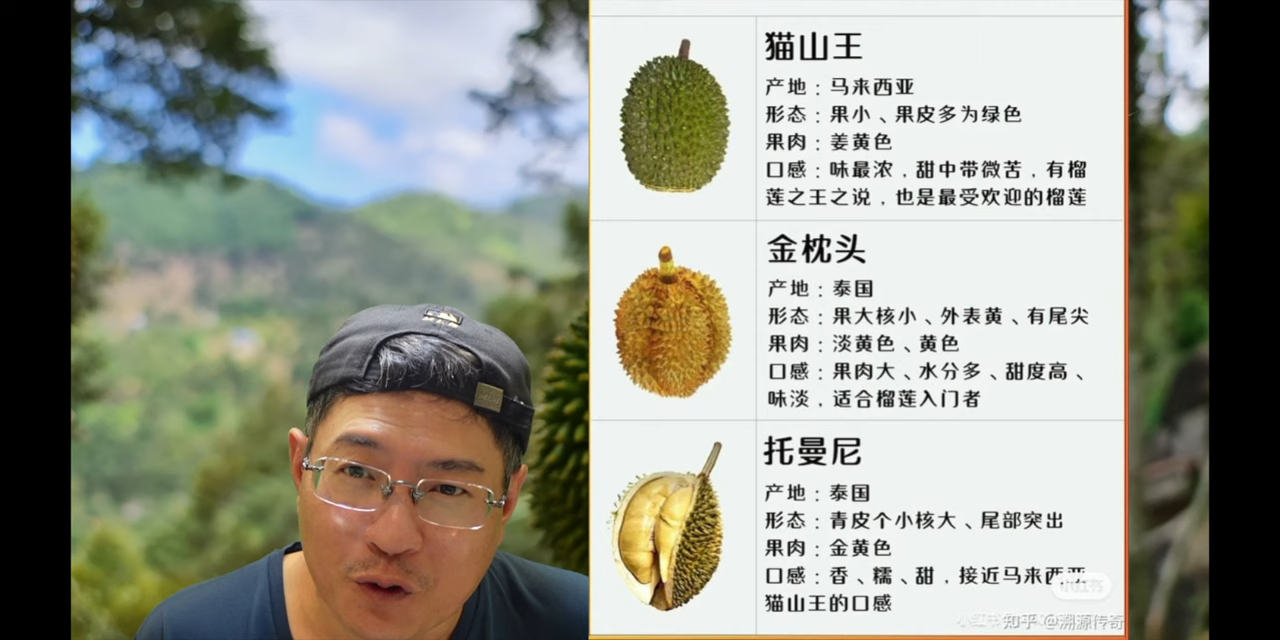 猫山王
产地：马来西亚
形态：果小、果皮多为绿色
果肉：姜黄色
口感：味最浓，甜中带微苦，有榴
莲之王之说，也是最受欢迎的榴莲
金枕头
产地：泰国
形态：果大核小、外表黄、有尾尖
果肉：淡黄色、黄色
口感：果肉大、水分多、甜度高、
味淡，适合榴莲入门者
托曼尼
产地：泰国
形态：青皮个小核大、尾部突出
果肉：金黄色
口感：香、糯、甜，接近马来西亚
猫山王的口感
小红书
知乎 @溯源传奇